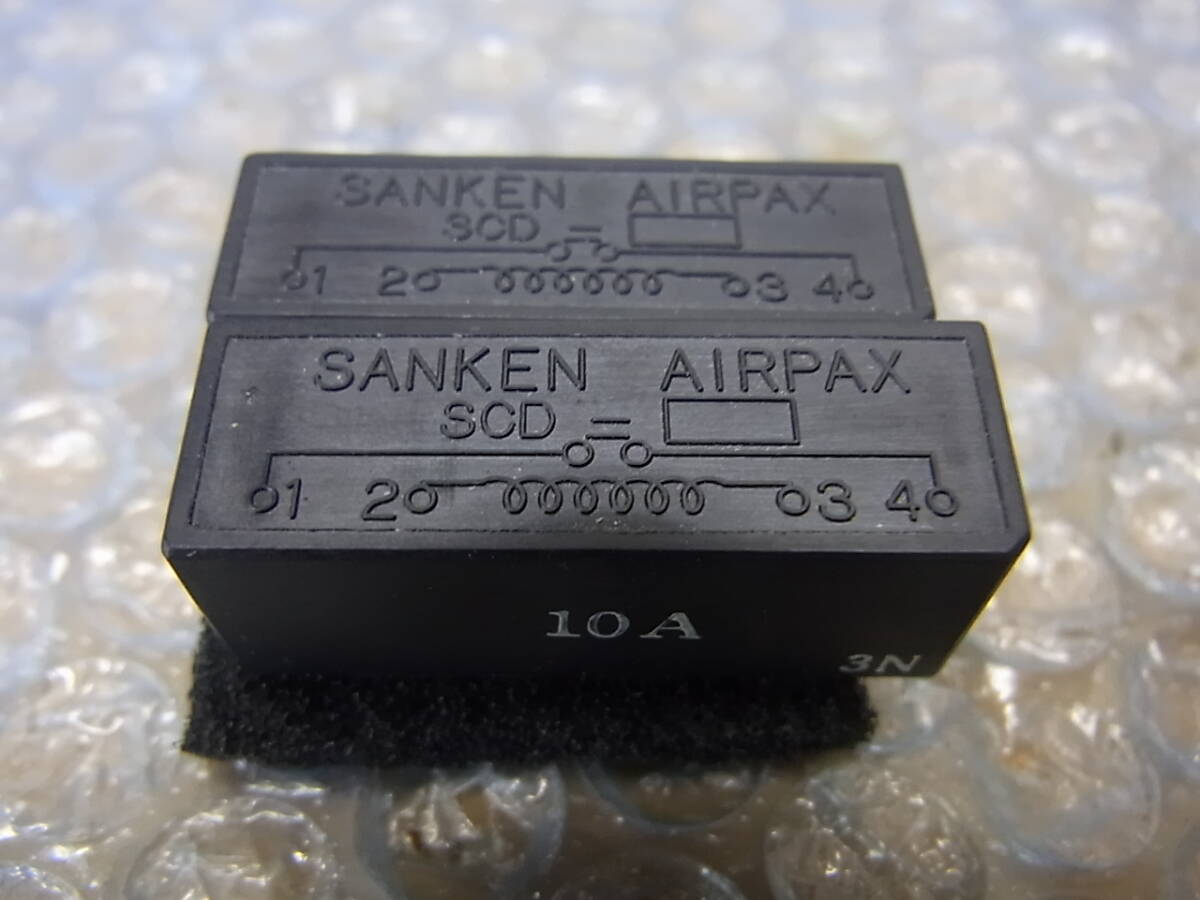 SANKEN AIRPAX
SCD -
1 2 3 4
SANKEN AIRPAX
SCD -
1 2 3 4
10A
3N